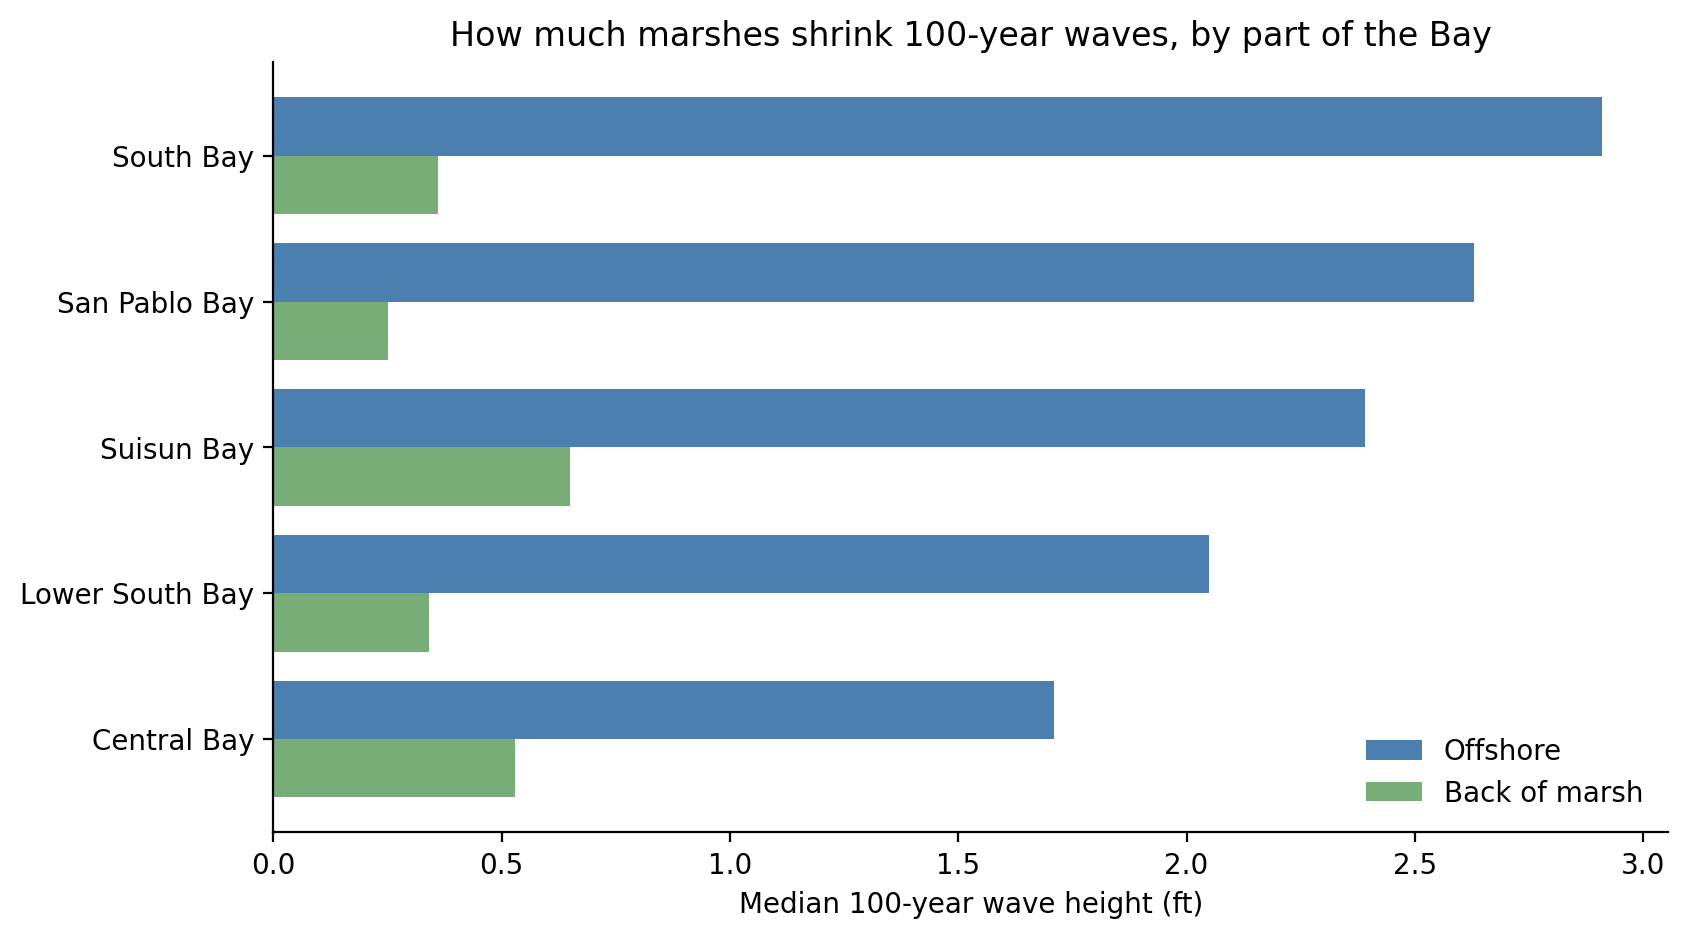 How much marshes shrink 100-year waves, by part of the Bay
South Bay
San Pablo Bay
Suisun Bay
Lower South Bay
Central Bay
Offshore
Back of marsh
0.0 0.5 1.0 1.5 2.0 2.5 3.0
Median 100-year wave height (ft)